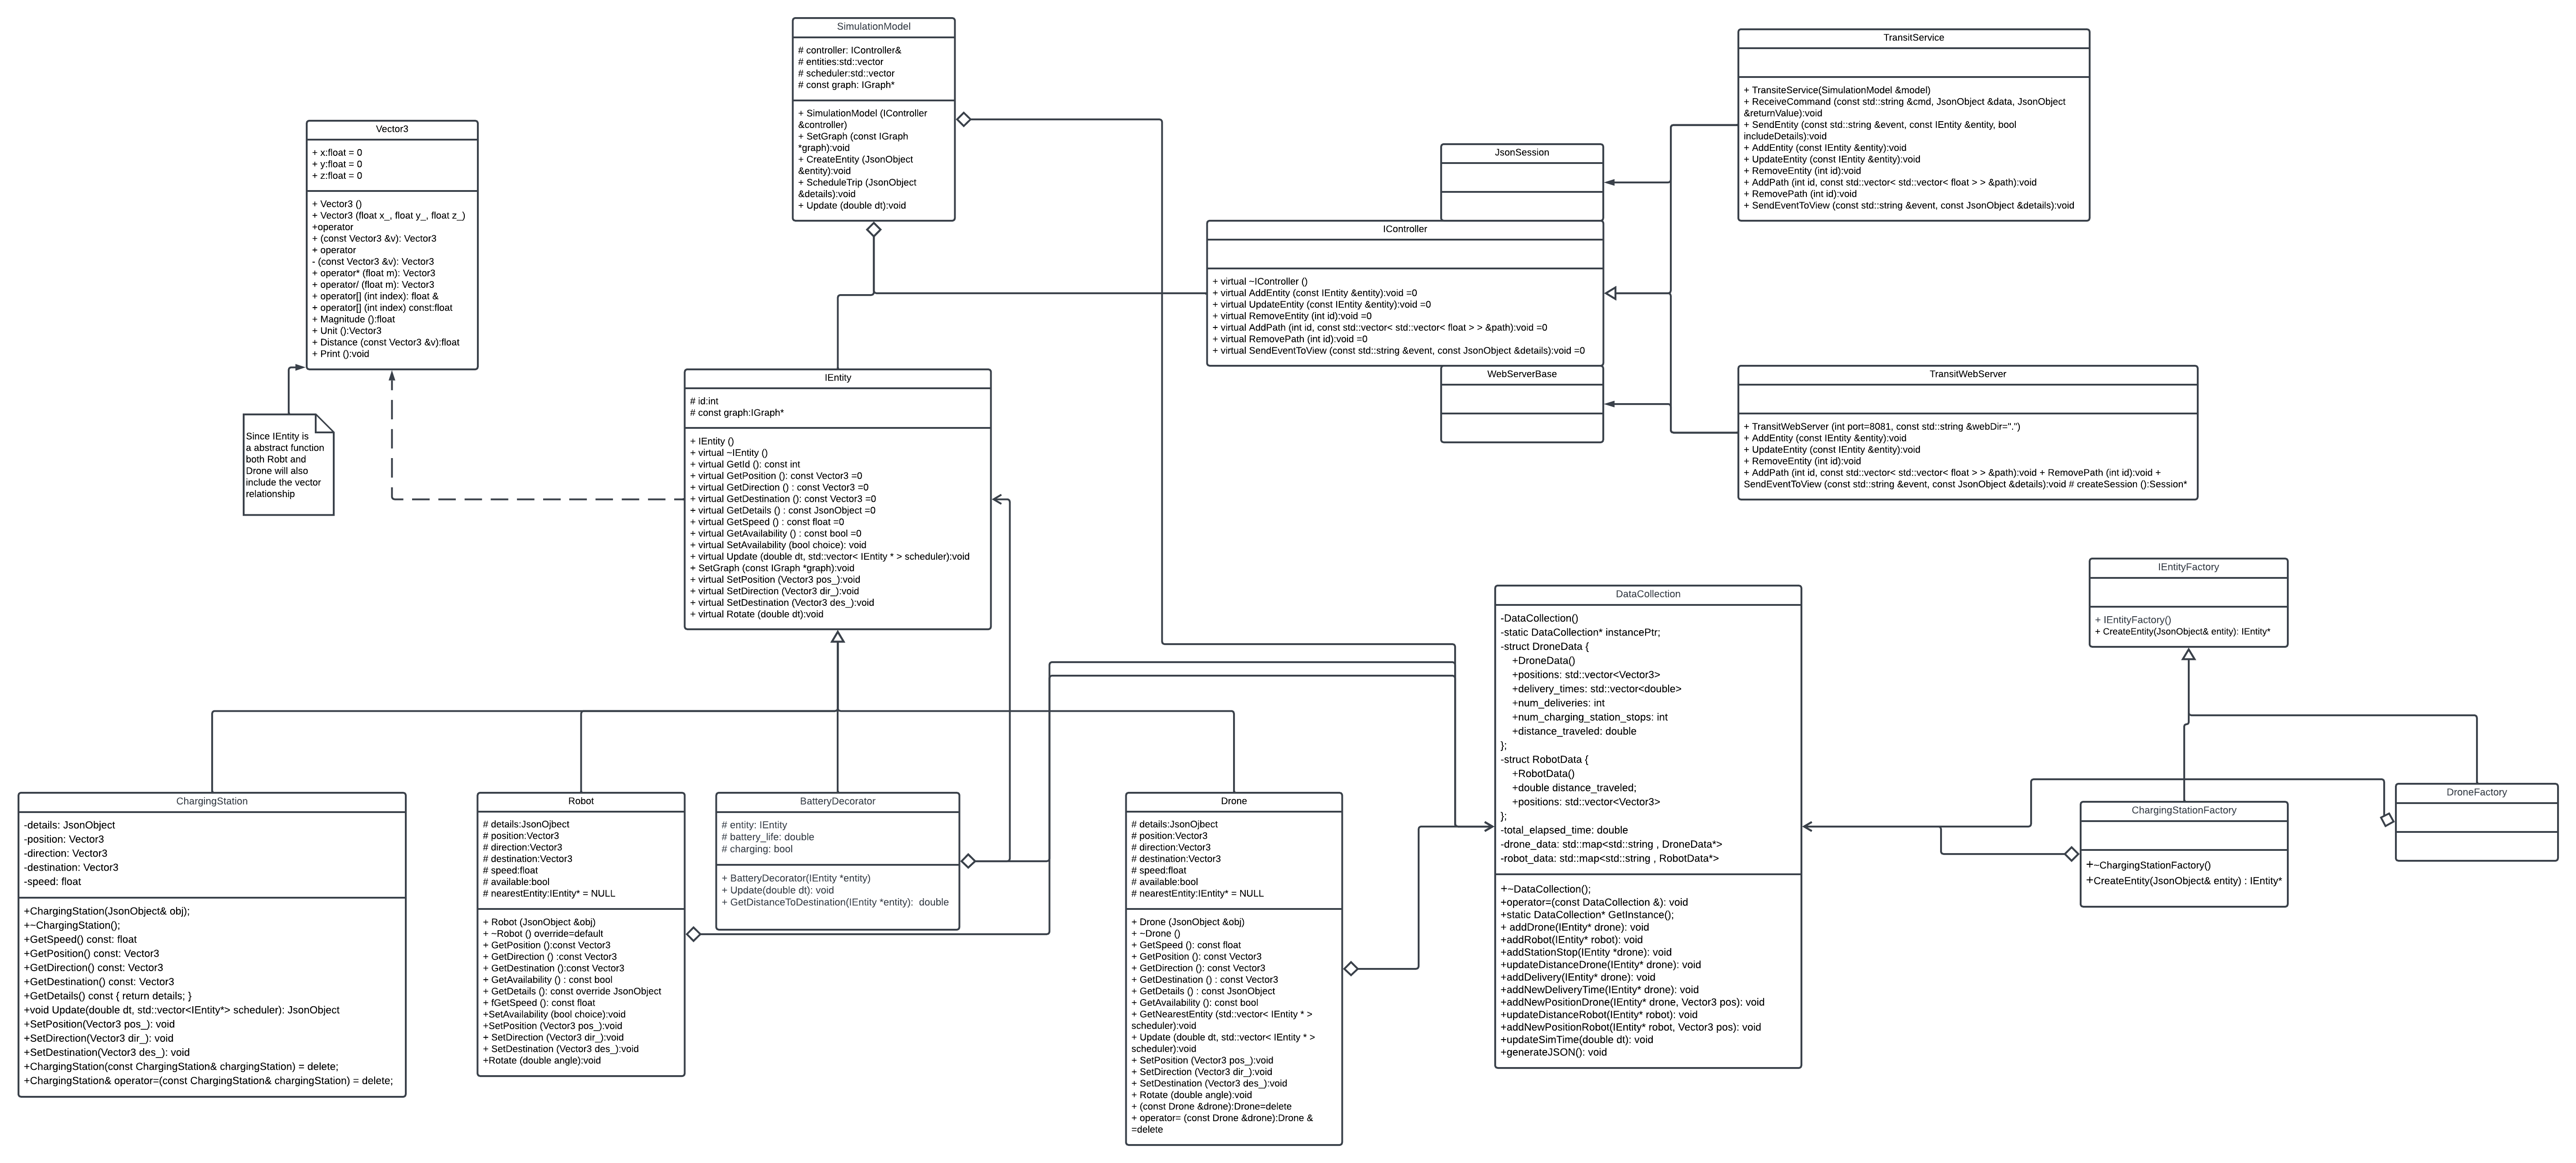 SimulationModel
# controller: IController&
# entities:std::vector
# scheduler:std::vector
# const graph: IGraph*
+ SimulationModel (IController
&controller)
+ SetGraph (const IGraph
*graph):void
+ CreateEntity (JsonObject
&entity):void
+ ScheduleTrip (JsonObject
&details):void
+ Update (double dt):void
TransitService
+ TransiteService(SimulationModel &model)
+ ReceiveCommand (const std::string &cmd, JsonObject &data, JsonObject
&returnValue):void
+ SendEntity (const std::string &event, const IEntity &entity, bool
includeDetails):void
+ AddEntity (const IEntity &entity):void
+ UpdateEntity (const IEntity &entity):void
+ RemoveEntity (int id):void
+ AddPath (int id, const std::vector< std::vector< float > > &path):void
+ RemovePath (int id):void
+ SendEventToView (const std::string &event, const JsonObject &details):void
Vector3
+ x:float = 0
+ y:float = 0
+ z:float = 0
+ Vector3 ()
+ Vector3 (float x_, float y_, float z_)
+operator
+ (const Vector3 &v): Vector3
+ operator
- (const Vector3 &v): Vector3
+ operator* (float m): Vector3
+ operator/ (float m): Vector3
+ operator[] (int index): float &
+ operator[] (int index) const:float
+ Magnitude ():float
+ Unit ():Vector3
+ Distance (const Vector3 &v):float
+ Print ():void
JsonSession
IController
+ virtual ~IController ()
+ virtual AddEntity (const IEntity &entity):void =0
+ virtual UpdateEntity (const IEntity &entity):void =0
+ virtual RemoveEntity (int id):void =0
+ virtual AddPath (int id, const std::vector< std::vector< float > > &path):void =0
+ virtual RemovePath (int id):void =0
+ virtual SendEventToView (const std::string &event, const JsonObject &details):void =0
WebServerBase
TransitWebServer
+ TransitWebServer (int port=8081, const std::string &webDir=".")
+ AddEntity (const IEntity &entity):void
+ UpdateEntity (const IEntity &entity):void
+ RemoveEntity (int id):void
+ AddPath (int id, const std::vector< std::vector< float > > &path):void + RemovePath (int id):void +
SendEventToView (const std::string &event, const JsonObject &details):void # createSession ():Session*
Since IEntity is
a abstract function
both Robt and
Drone will also
include the vector
relationship
IEntity
# id:int
# const graph:IGraph*
+ IEntity ()
+ virtual ~IEntity ()
+ virtual GetId (): const int
+ virtual GetPosition (): const Vector3 =0
+ virtual GetDirection () : const Vector3 =0
+ virtual GetDestination (): const Vector3 =0
+ virtual GetDetails () : const JsonObject =0
+ virtual GetSpeed () : const float =0
+ virtual GetAvailability () : const bool =0
+ virtual SetAvailability (bool choice): void
+ virtual Update (double dt, std::vector< IEntity * > scheduler):void
+ SetGraph (const IGraph *graph):void
+ virtual SetPosition (Vector3 pos_):void
+ virtual SetDirection (Vector3 dir_):void
+ virtual SetDestination (Vector3 des_):void
+ virtual Rotate (double dt):void
IEntityFactory
+ IEntityFactory()
+ CreateEntity(JsonObject& entity): IEntity*
DataCollection
-DataCollection()
-static DataCollection* instancePtr;
-struct DroneData {
+DroneData()
+positions: std::vector<Vector3>
+delivery_times: std::vector<double>
+num_deliveries: int
+num_charging_station_stops: int
+distance_traveled: double
};
-struct RobotData {
+RobotData()
+double distance_traveled;
+positions: std::vector<Vector3>
};
-total_elapsed_time: double
-drone_data: std::map<std::string , DroneData*>
-robot_data: std::map<std::string , RobotData*>
+~DataCollection();
+operator=(const DataCollection &): void
+static DataCollection* GetInstance();
+ addDrone(IEntity* drone): void
+addRobot(IEntity* robot): void
+addStationStop(IEntity *drone): void
+updateDistanceDrone(IEntity* drone): void
+addDelivery(IEntity* drone): void
+addNewDeliveryTime(IEntity* drone): void
+addNewPositionDrone(IEntity* drone, Vector3 pos): void
+updateDistanceRobot(IEntity* robot): void
+addNewPositionRobot(IEntity* robot, Vector3 pos): void
+updateSimTime(double dt): void
+generateJSON(): void
ChargingStation
-details: JsonObject
-position: Vector3
-direction: Vector3
-destination: Vector3
-speed: float
+ChargingStation(JsonObject& obj);
+~ChargingStation();
+GetSpeed() const: float
+GetPosition() const: Vector3
+GetDirection() const: Vector3
+GetDestination() const: Vector3
+GetDetails() const { return details; }
+void Update(double dt, std::vector<IEntity*> scheduler): JsonObject
+SetPosition(Vector3 pos_): void
+SetDirection(Vector3 dir_): void
+SetDestination(Vector3 des_): void
+ChargingStation(const ChargingStation& chargingStation) = delete;
+ChargingStation& operator=(const ChargingStation& chargingStation) = delete;
Robot
# details:JsonOjbect
# position:Vector3
# direction:Vector3
# destination:Vector3
# speed:float
# available:bool
# nearestEntity:IEntity* = NULL
+ Robot (JsonObject &obj)
+ ~Robot () override=default
+ GetPosition ():const Vector3
+ GetDirection () :const Vector3
+ GetDestination ():const Vector3
+ GetAvailability () : const bool
+ GetDetails (): const override JsonObject
+ fGetSpeed (): const float
+SetAvailability (bool choice):void
+SetPosition (Vector3 pos_):void
+ SetDirection (Vector3 dir_):void
+ SetDestination (Vector3 des_):void
+Rotate (double angle):void
BatteryDecorator
# entity: IEntity
# battery_life: double
# charging: bool
+ BatteryDecorator(IEntity *entity)
+ Update(double dt): void
+ GetDistanceToDestination(IEntity *entity): double
Drone
# details:JsonOjbect
# position:Vector3
# direction:Vector3
# destination:Vector3
# speed:float
# available:bool
# nearestEntity:IEntity* = NULL
+ Drone (JsonObject &obj)
+ ~Drone ()
+ GetSpeed (): const float
+ GetPosition (): const Vector3
+ GetDirection (): const Vector3
+ GetDestination () : const Vector3
+ GetDetails () : const JsonObject
+ GetAvailability (): const bool
+ GetNearestEntity (std::vector< IEntity * >
scheduler):void
+ Update (double dt, std::vector< IEntity * >
scheduler):void
+ SetPosition (Vector3 pos_):void
+ SetDirection (Vector3 dir_):void
+ SetDestination (Vector3 des_):void
+ Rotate (double angle):void
+ (const Drone &drone):Drone=delete
+ operator= (const Drone &drone):Drone &
=delete
ChargingStationFactory
+~ChargingStationFactory()
+CreateEntity(JsonObject& entity) : IEntity*
DroneFactory